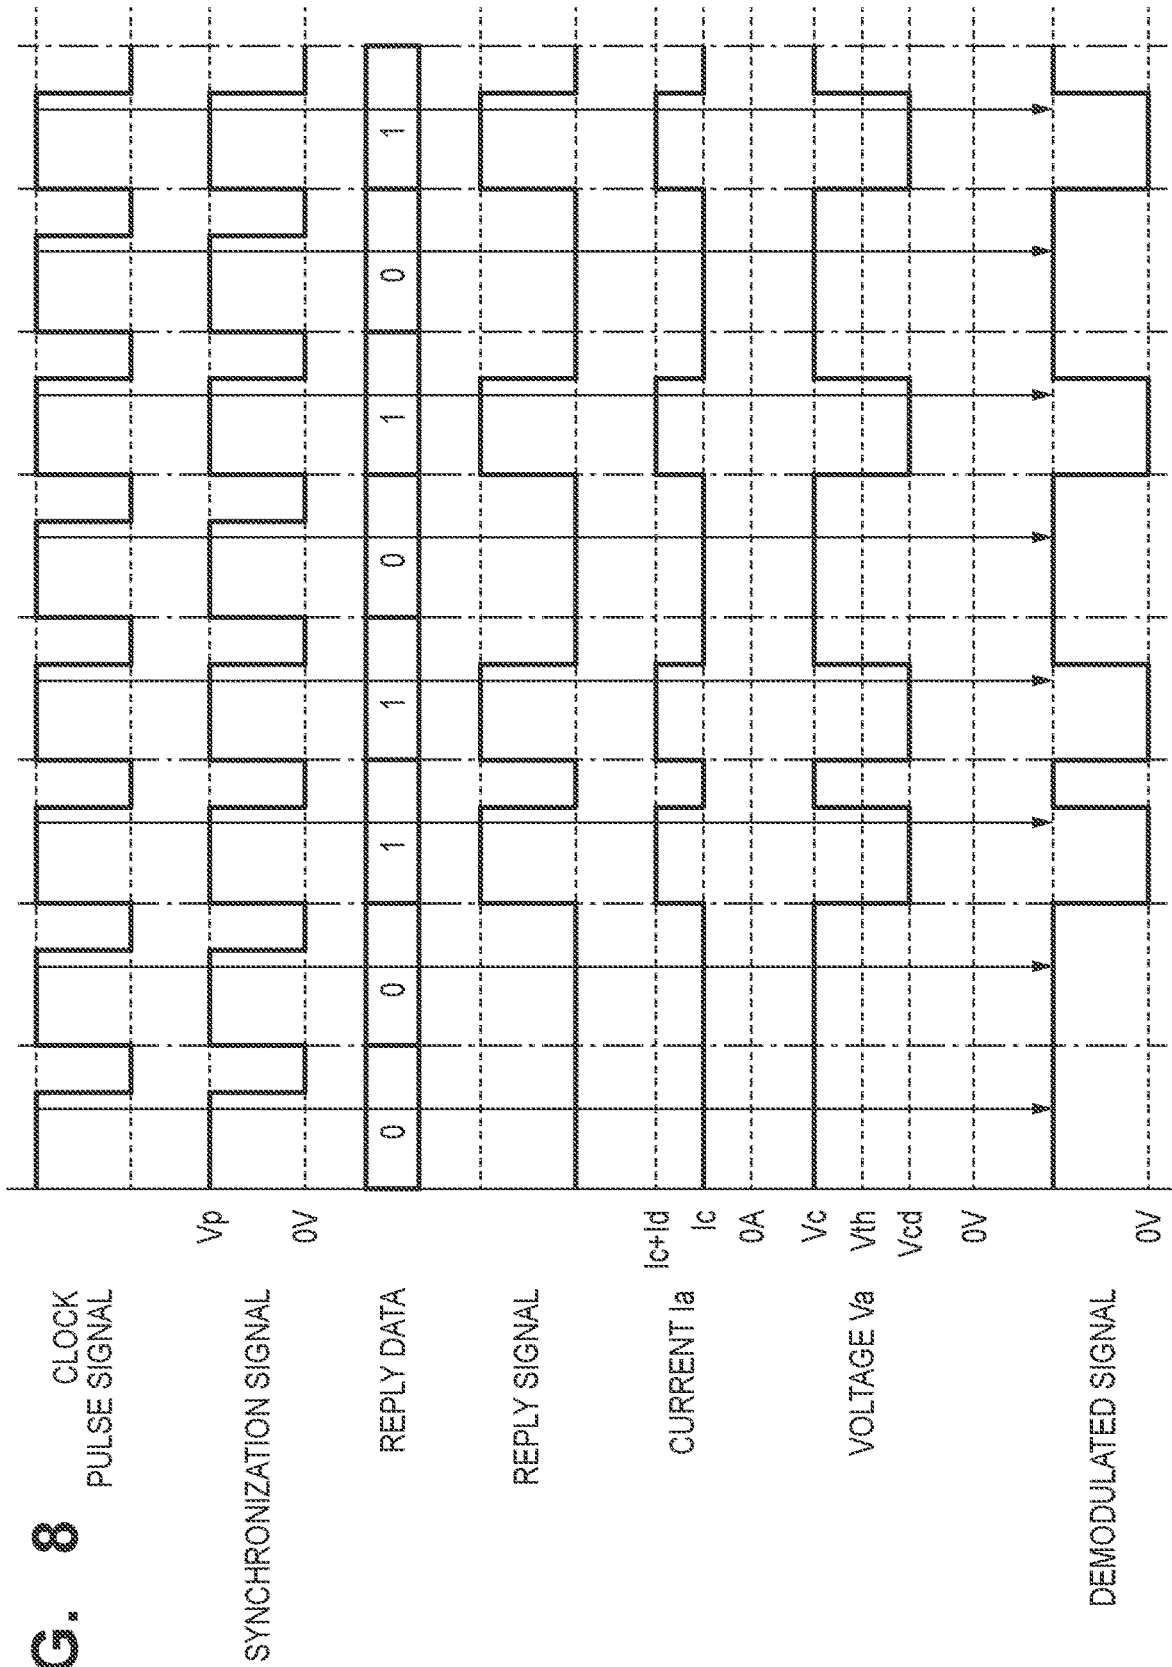 G. 8
CLOCK
PULSE SIGNAL
SYNCHRONIZATION SIGNAL
Vp
0V
REPLY DATA
0 0 1 1 0 1 0 1
REPLY SIGNAL
CURRENT Ia
Ic+Id
Ic
0A
VOLTAGE Va
Vc
Vth
Vcd
0V
DEMODULATED SIGNAL
0V